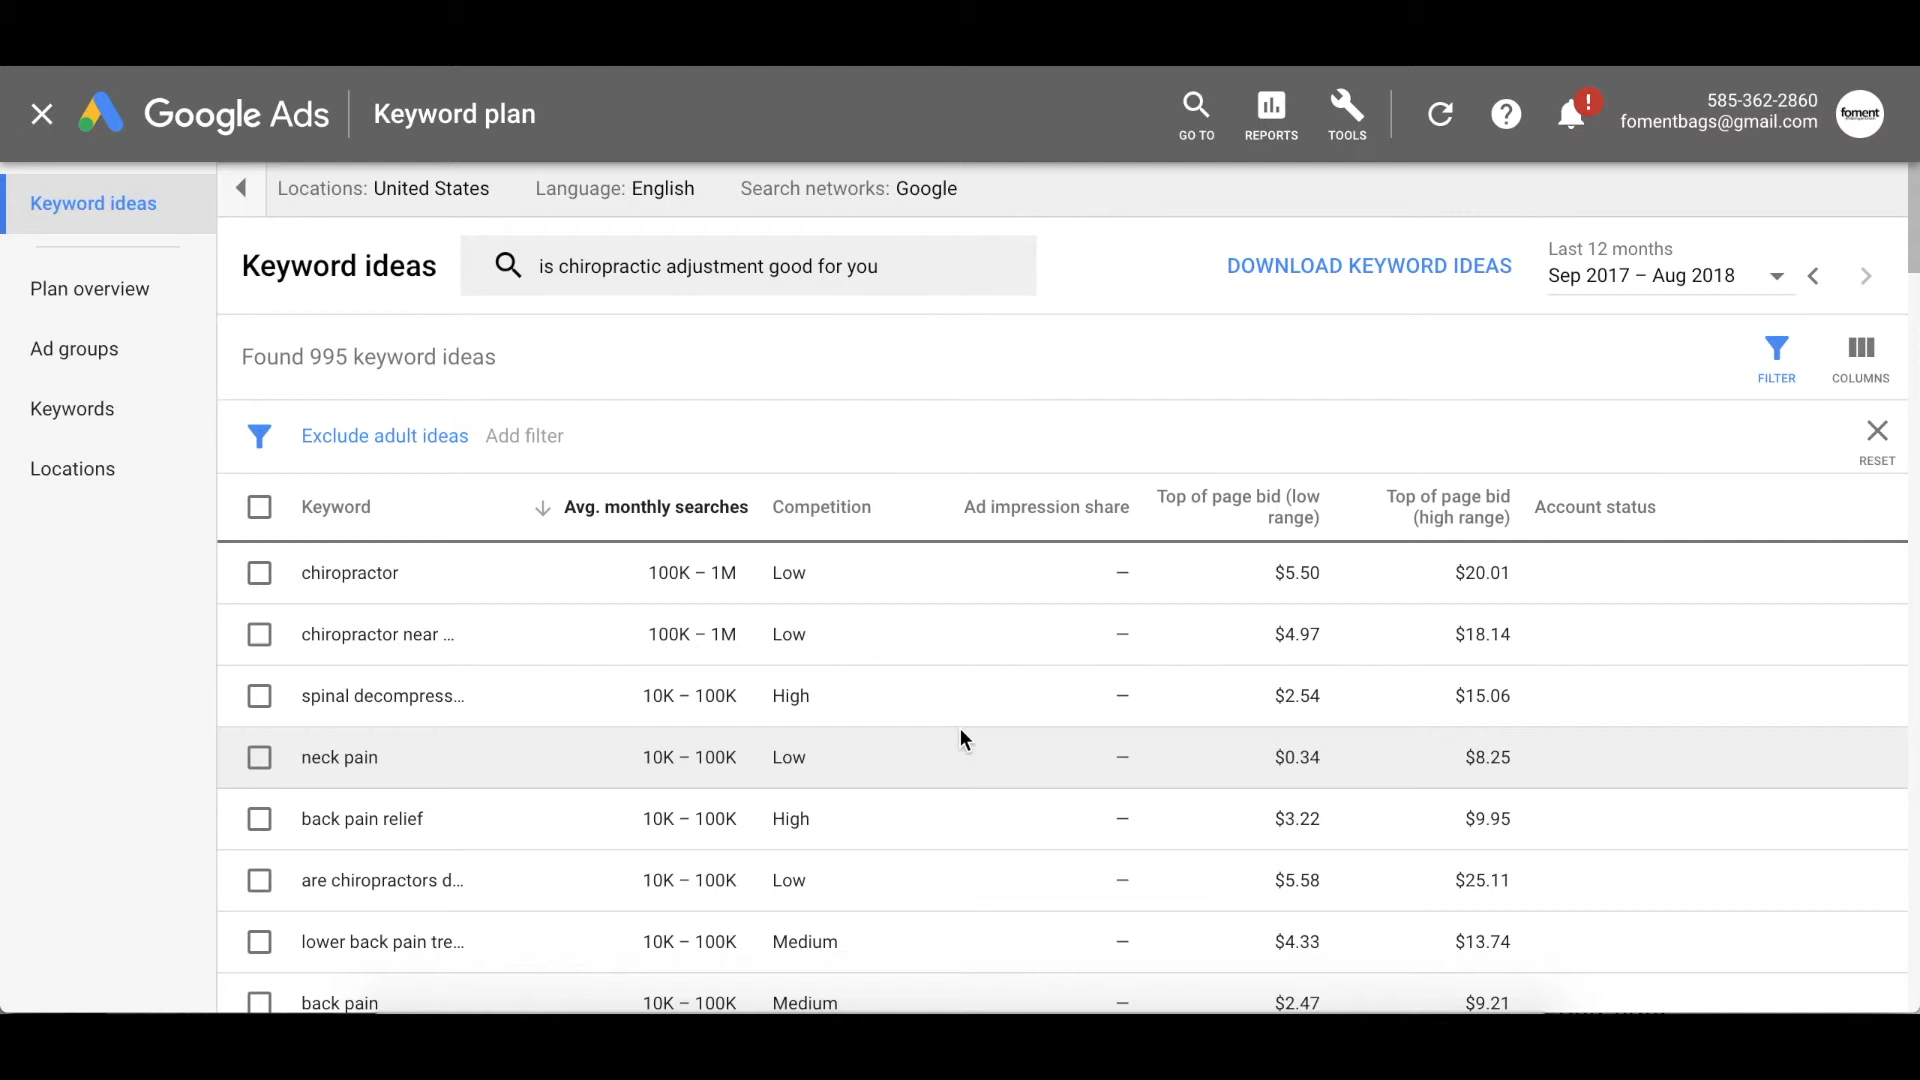 Google Ads Keyword plan GO TO REPORTS TOOLS ? ! 585-362-2860
fomentbags@gmail.com foment
Keyword ideas
Plan overview
Ad groups
Keywords
Locations
Locations: United States Language: English Search networks: Google
Keyword ideas is chiropractic adjustment good for you DOWNLOAD KEYWORD IDEAS Last 12 months
Sep 2017 – Aug 2018
Found 995 keyword ideas FILTER COLUMNS
Exclude adult ideas Add filter RESET
Keyword Avg. monthly searches Competition Ad impression share Top of page bid (low range) Top of page bid (high range) Account status
chiropractor 100K – 1M Low – $5.50 $20.01
chiropractor near ... 100K – 1M Low – $4.97 $18.14
spinal decompress... 10K – 100K High – $2.54 $15.06
neck pain 10K – 100K Low – $0.34 $8.25
back pain relief 10K – 100K High – $3.22 $9.95
are chiropractors d... 10K – 100K Low – $5.58 $25.11
lower back pain tre... 10K – 100K Medium – $4.33 $13.74
back pain 10K – 100K Medium – $2.47 $9.21